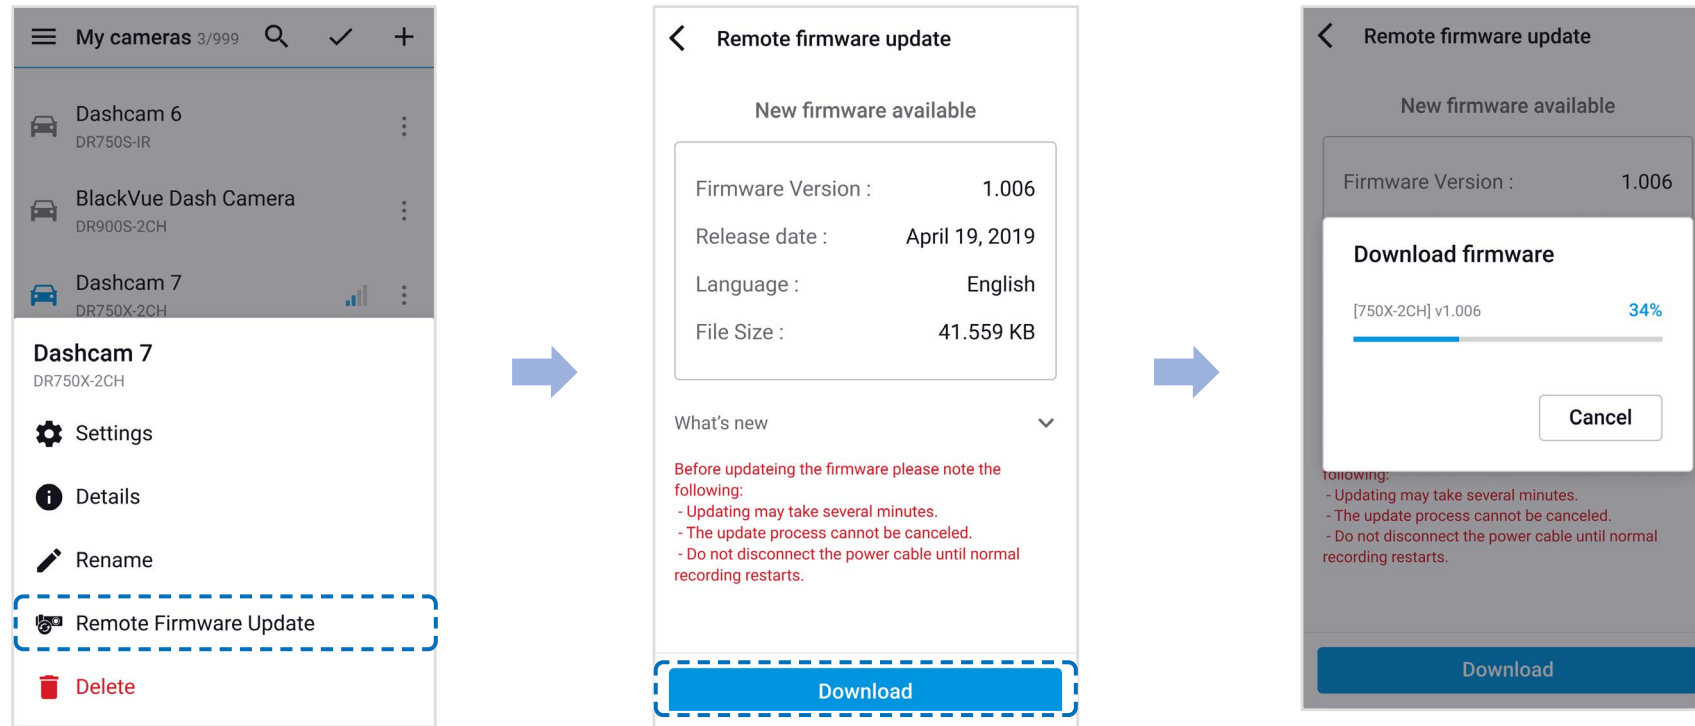 My cameras 3/999
Dashcam 6
DR750S-IR
BlackVue Dash Camera
DR900S-2CH
Dashcam 7
DR750X-2CH
Dashcam 7
DR750X-2CH
Settings
Details
Rename
Remote Firmware Update
Delete
Remote firmware update
New firmware available
Firmware Version : 1.006
Release date : April 19, 2019
Language : English
File Size : 41.559 KB
What's new
Before updateing the firmware please note the
following:
- Updating may take several minutes.
- The update process cannot be canceled.
- Do not disconnect the power cable until normal
recording restarts.
Download
Remote firmware update
New firmware available
Firmware Version : 1.006
Download firmware
[750X-2CH] v1.006 34%
Cancel
following:
- Updating may take several minutes.
- The update process cannot be canceled.
- Do not disconnect the power cable until normal
recording restarts.
Download